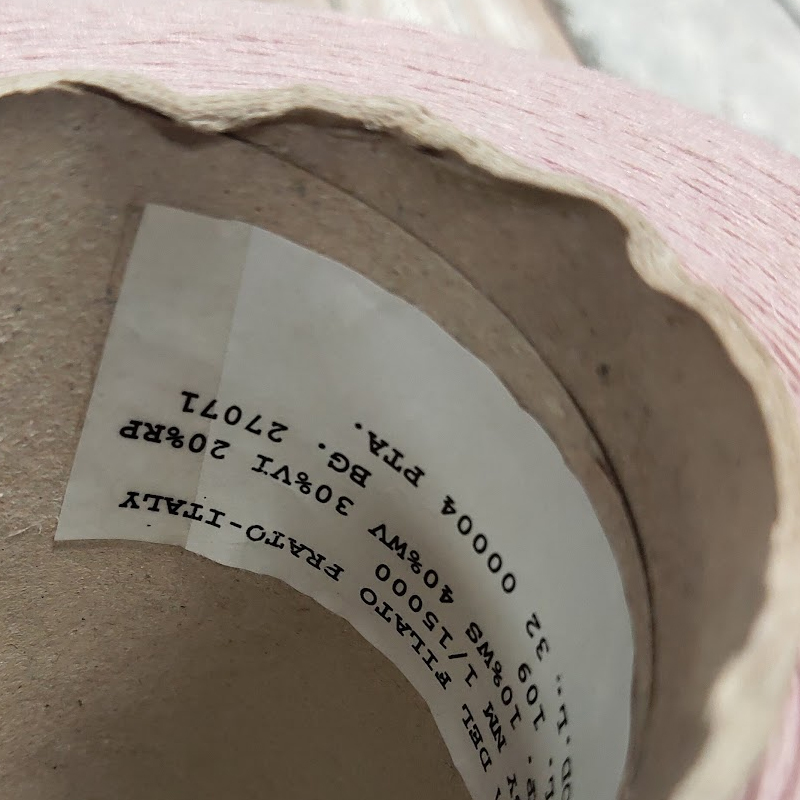 DEL FILATO PRATO-ITALY
NM 1/15000
10%WS 40%WV 30%VI 20%RP
109 BG. 27071
32 00004 PTA.